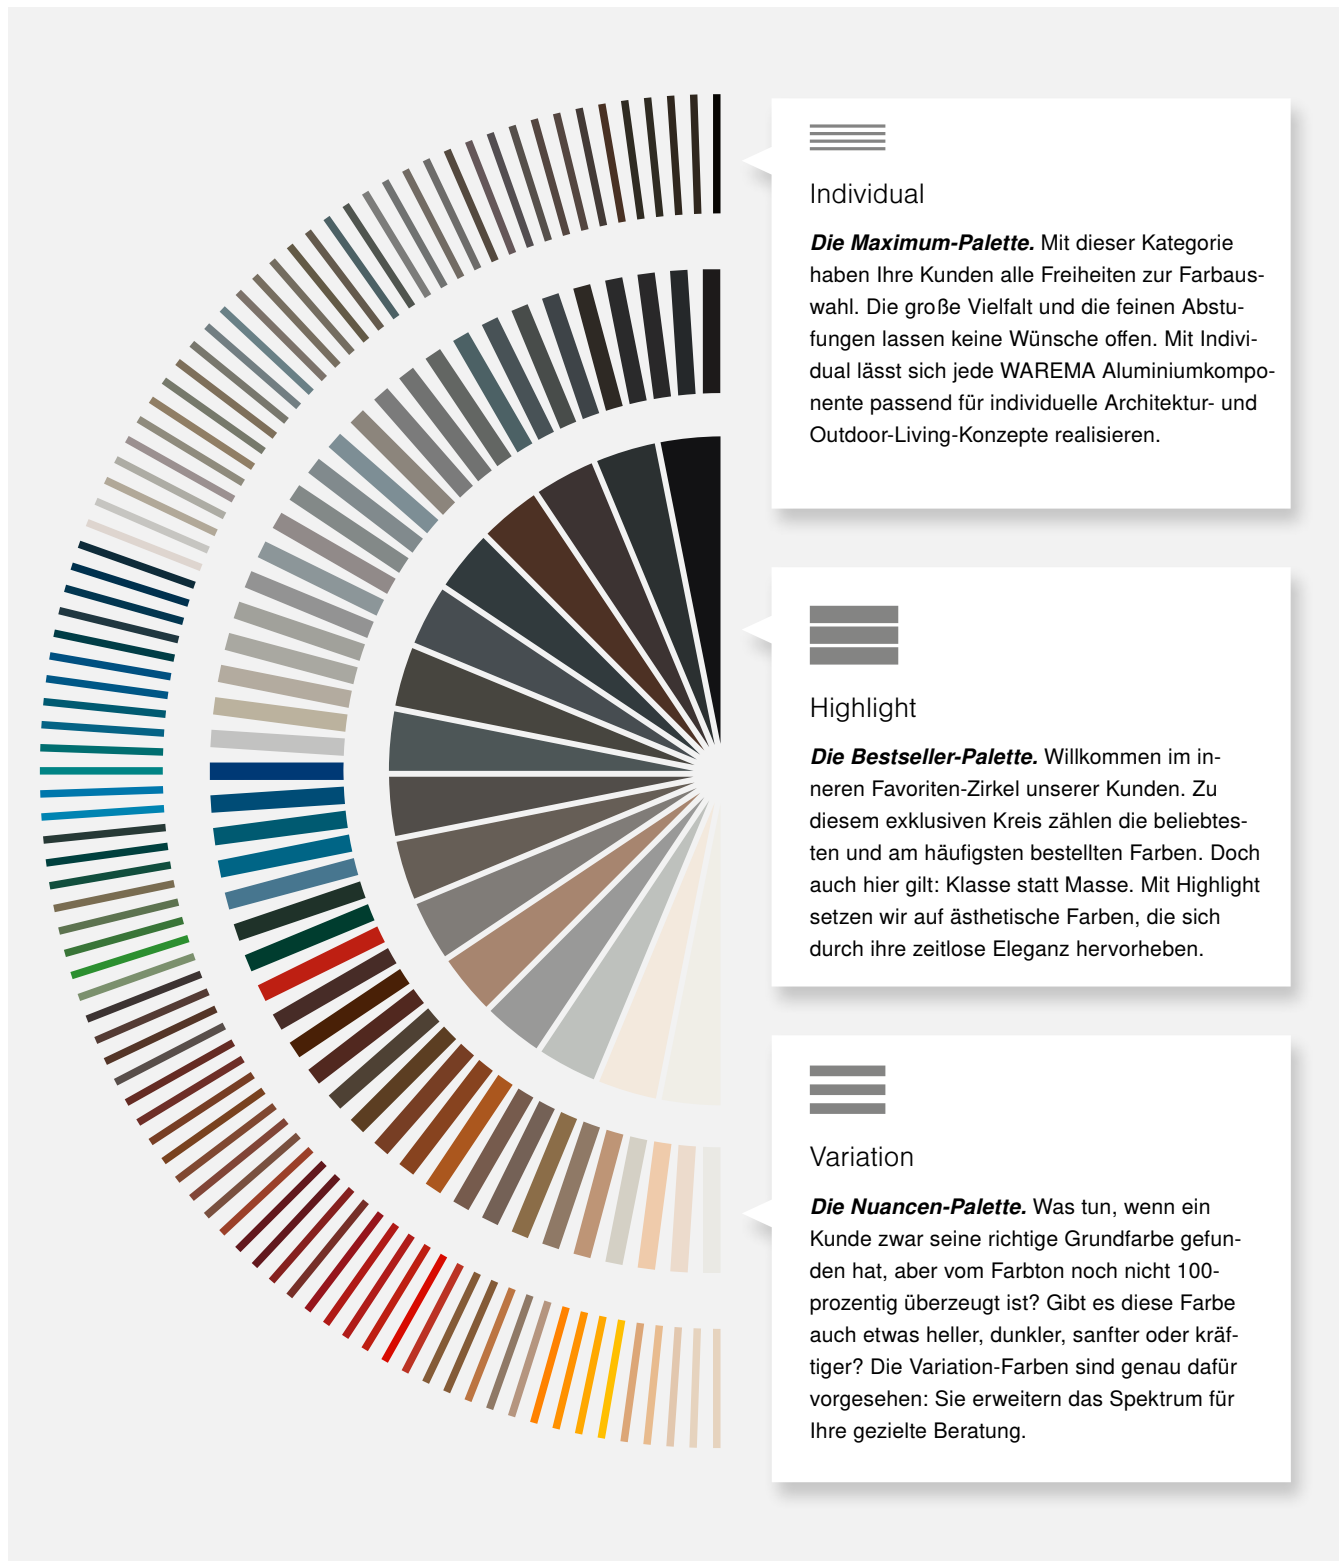 Individual
Die Maximum-Palette. Mit dieser Kategorie
haben Ihre Kunden alle Freiheiten zur Farbaus-
wahl. Die große Vielfalt und die feinen Abstu-
fungen lassen keine Wünsche offen. Mit Indivi-
dual lässt sich jede WAREMA Aluminiumkompo-
nente passend für individuelle Architektur- und
Outdoor-Living-Konzepte realisieren.
Highlight
Die Bestseller-Palette. Willkommen im in-
neren Favoriten-Zirkel unserer Kunden. Zu
diesem exklusiven Kreis zählen die beliebtes-
ten und am häufigsten bestellten Farben. Doch
auch hier gilt: Klasse statt Masse. Mit Highlight
setzen wir auf ästhetische Farben, die sich
durch ihre zeitlose Eleganz hervorheben.
Variation
Die Nuancen-Palette. Was tun, wenn ein
Kunde zwar seine richtige Grundfarbe gefun-
den hat, aber vom Farbton noch nicht 100-
prozentig überzeugt ist? Gibt es diese Farbe
auch etwas heller, dunkler, sanfter oder kräf-
tiger? Die Variation-Farben sind genau dafür
vorgesehen: Sie erweitern das Spektrum für
Ihre gezielte Beratung.